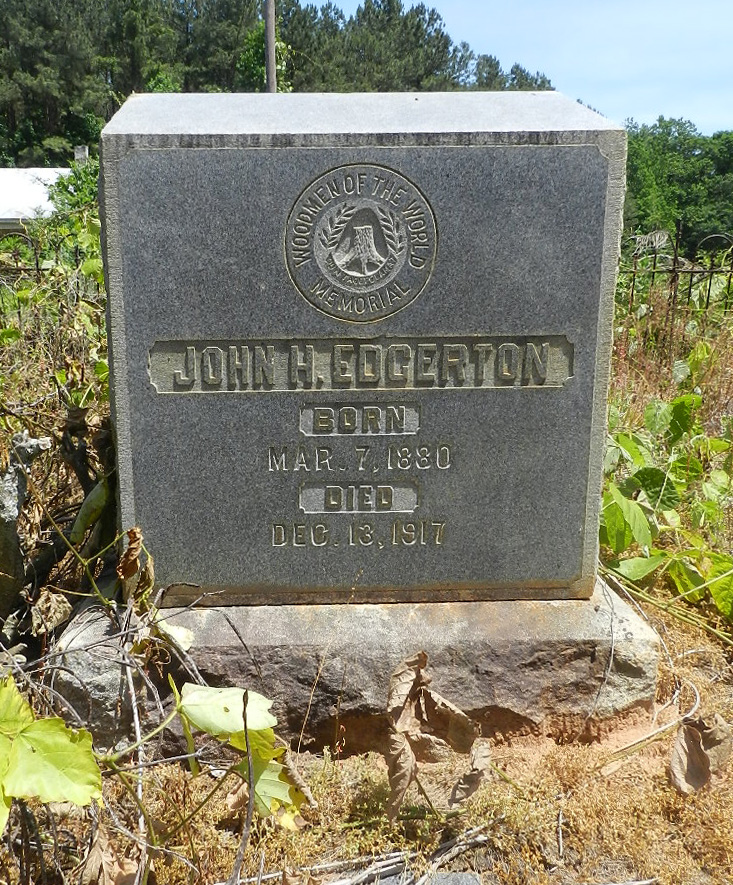 WOODMEN OF THE WORLD
MEMORIAL
JOHN H. EDGERTON
BORN
MAR. 7, 1880
DIED
DEC. 13, 1917